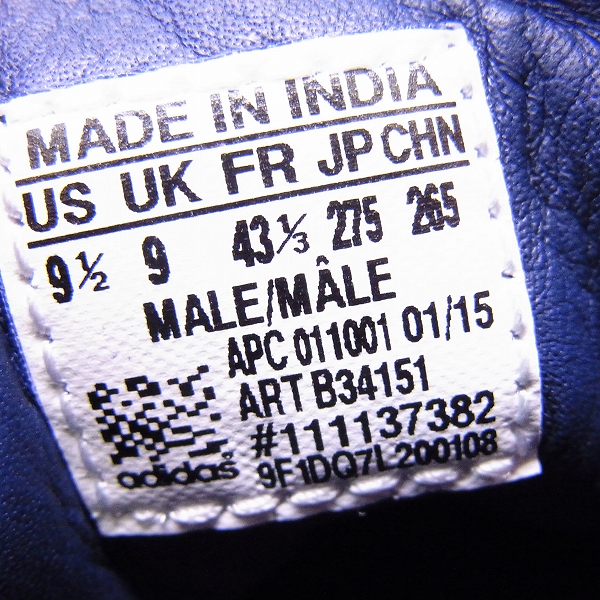 MADE IN INDIA
US UK FR JP CHN
9½ 9 43⅓ 275 265
MALE/MÂLE
APC 011001 01/15
ART B34151
#111137382
adidas 9F1DQ7L200108